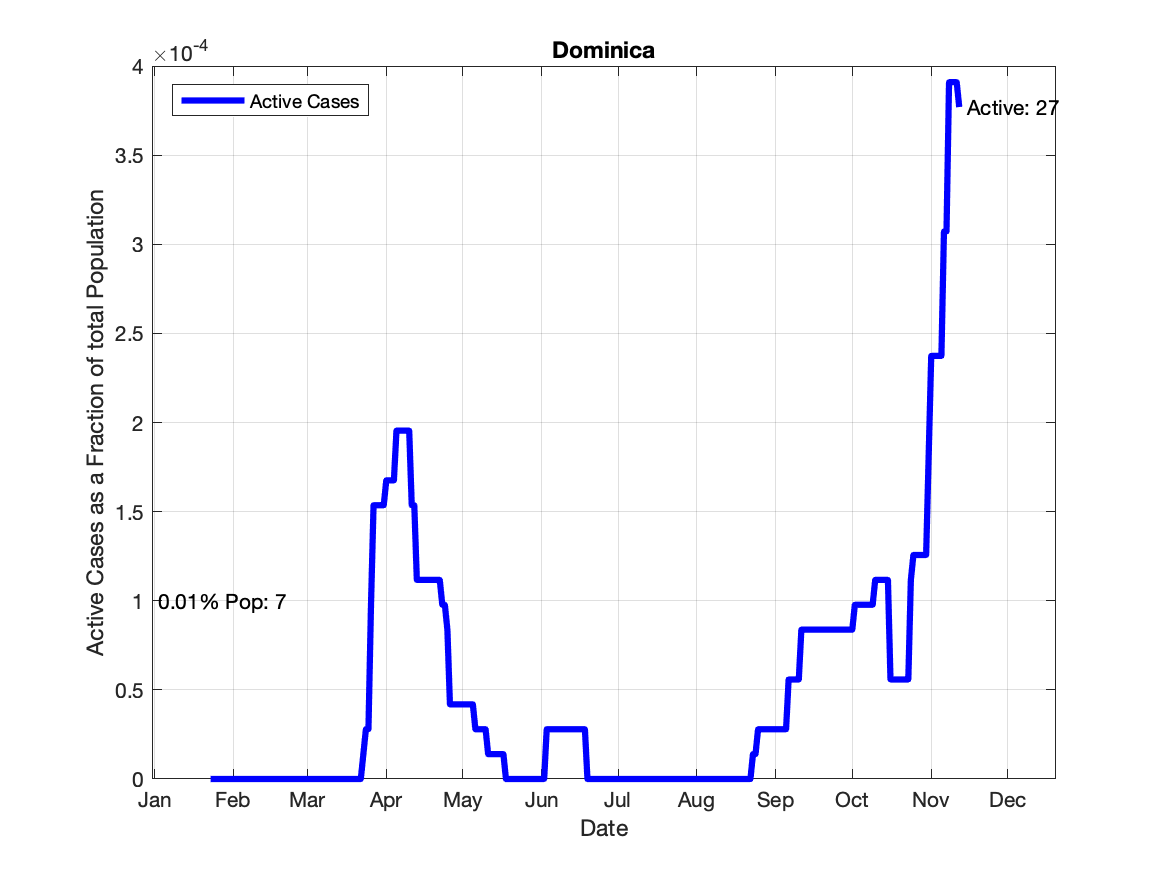 Dominica
×10-4
4
3.5
3
2.5
2
1.5
1
0.5
0
Active Cases as a Fraction of total Population
Active Cases
Active: 27
0.01% Pop: 7
Jan Feb Mar Apr May Jun Jul Aug Sep Oct Nov Dec
Date